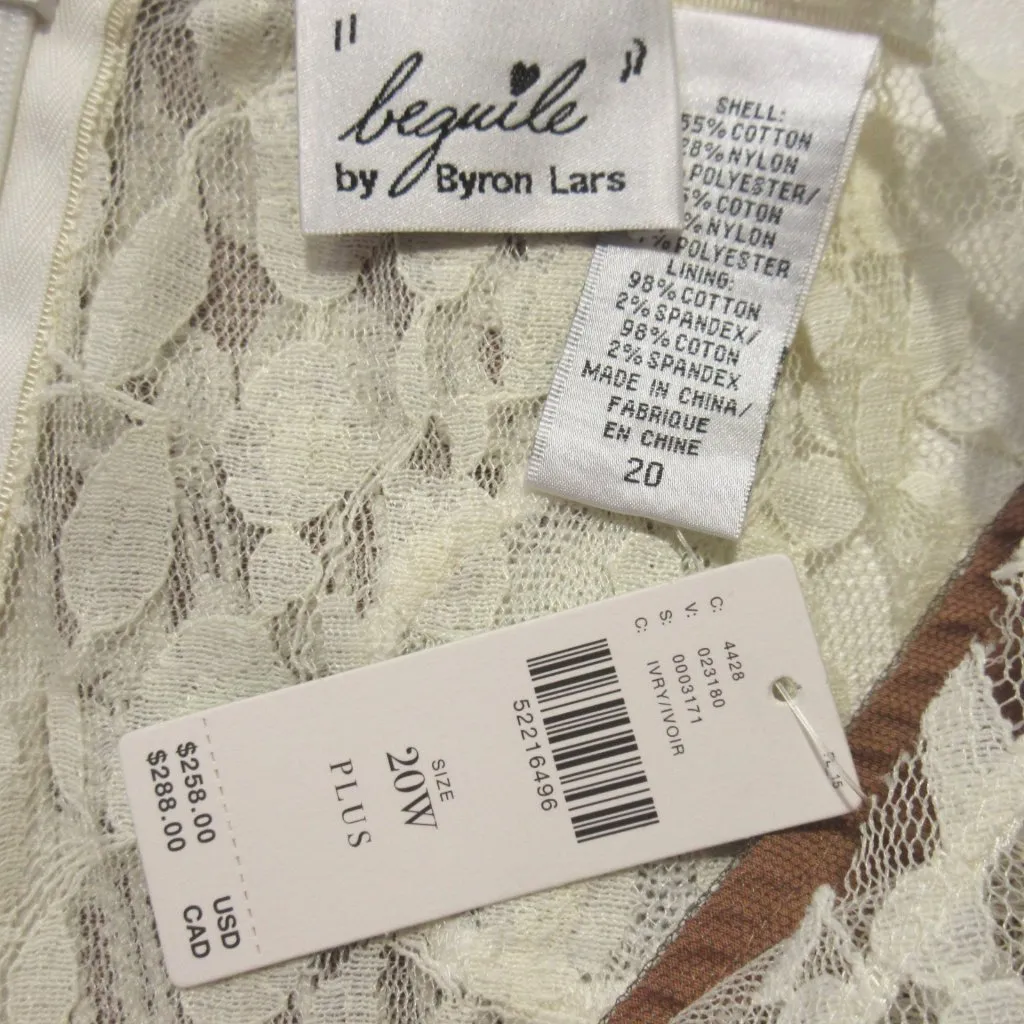 "beguile"
by Byron Lars
SHELL:
55% COTTON
28% NYLON
POLYESTER/
% COTON
% NYLON
% POLYESTER
LINING:
98% COTTON
2% SPANDEX/
98% COTON
2% SPANDEX
MADE IN CHINA/
FABRIQUE
EN CHINE
20
C: 4428
V: 023180
S: 0003171
C: IVRY/IVOIR
52216496
SIZE
20W
PLUS
$258.00 USD
$288.00 CAD